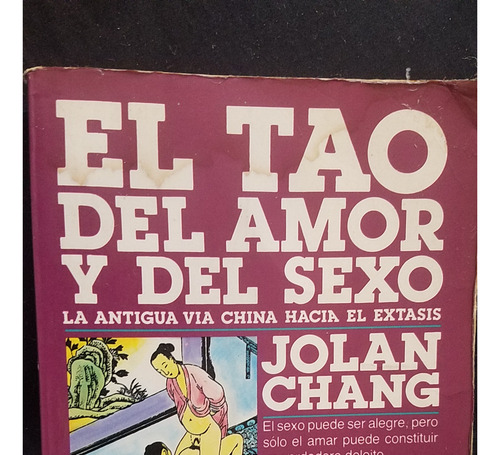 EL TAO
DEL AMOR
Y DEL SEXO
LA ANTIGUA VIA CHINA HACIA EL EXTASIS
JOLAN
CHANG
El sexo puede ser alegre, pero
sólo el amar puede constituir
deleite